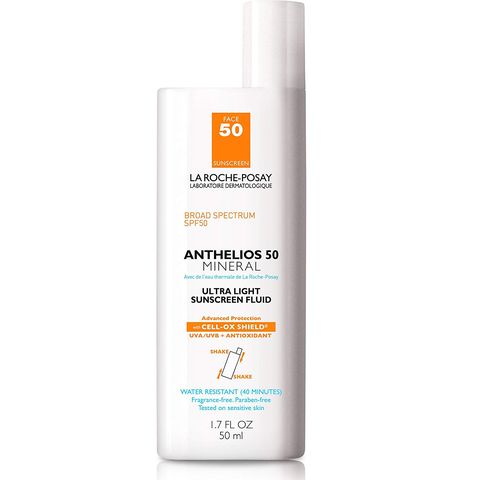 FACE
50
SUNSCREEN
LA ROCHE-POSAY
LABORATOIRE DERMATOLOGIQUE
BROAD SPECTRUM
SPF50
ANTHELIOS 50
MINERAL
Avec de l'eau thermale de La Roche-Posay
ULTRA LIGHT
SUNSCREEN FLUID
Advanced Protection
with CELL-OX SHIELD®
UVA/UVB + ANTIOXIDANT
SHAKE
SHAKE
WATER RESISTANT (40 MINUTES)
Fragrance-free. Paraben-free
Tested on sensitive skin
1.7 FL OZ
50 ml